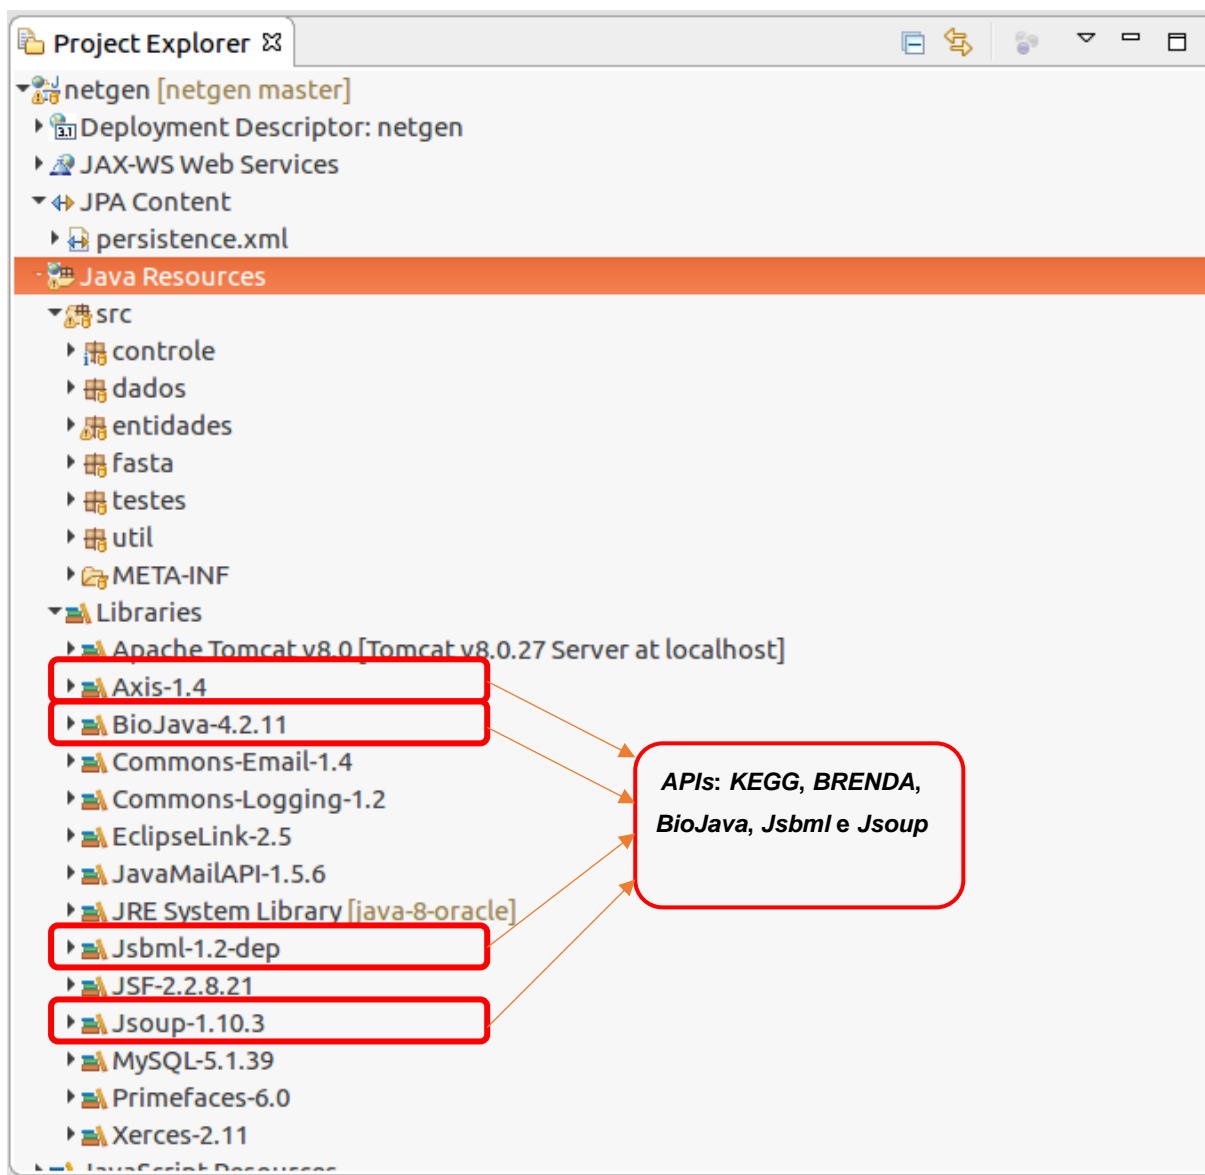 Project Explorer
netgen [netgen master]
3.1 Deployment Descriptor: netgen
JAX-WS Web Services
JPA Content
persistence.xml
Java Resources
src
controle
dados
entidades
fasta
testes
util
META-INF
Libraries
Apache Tomcat v8.0 [Tomcat v8.0.27 Server at localhost]
Axis-1.4
BioJava-4.2.11
Commons-Email-1.4
Commons-Logging-1.2
EclipseLink-2.5
JavaMailAPI-1.5.6
JRE System Library [java-8-oracle]
Jsbml-1.2-dep
JSF-2.2.8.21
Jsoup-1.10.3
MySQL-5.1.39
Primefaces-6.0
Xerces-2.11
JavaScript Resources
APIs: KEGG, BRENDA,
BioJava, Jsbml e Jsoup